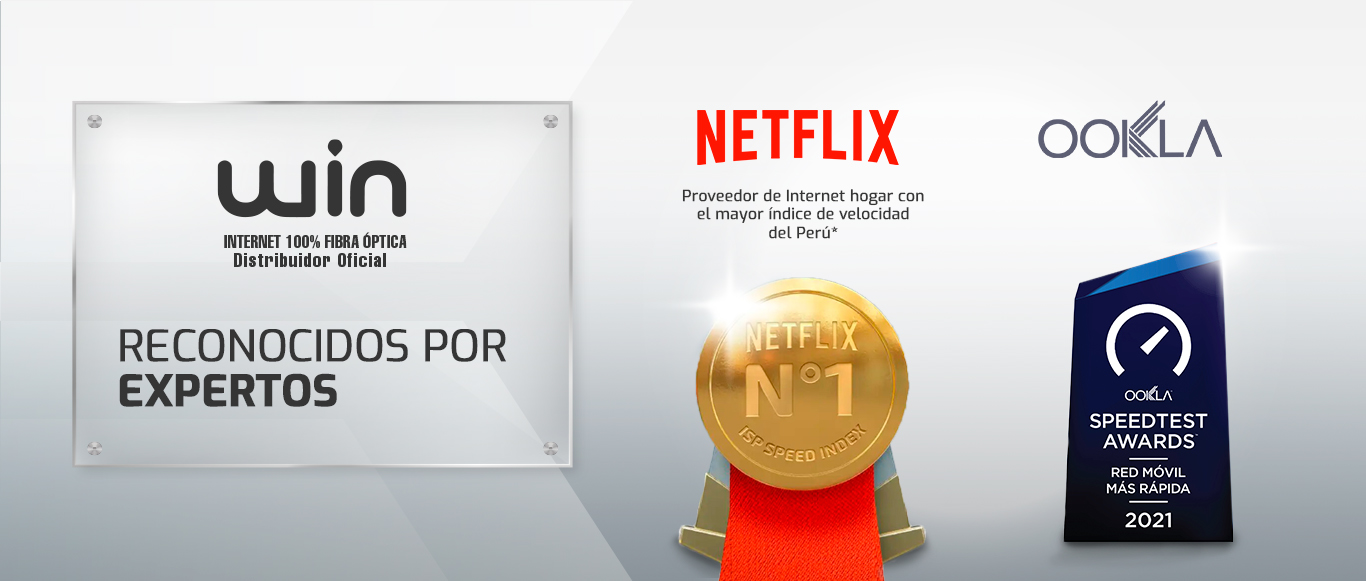 win
INTERNET 100% FIBRA ÓPTICA
Distribuidor Oficial
RECONOCIDOS POR
EXPERTOS
NETFLIX
Proveedor de Internet hogar con
el mayor índice de velocidad
del Perú*
NETFLIX
N°1
ISP SPEED INDEX
OOKLA
OOKLA
SPEEDTEST
AWARDS™
RED MÓVIL
MÁS RÁPIDA
2021